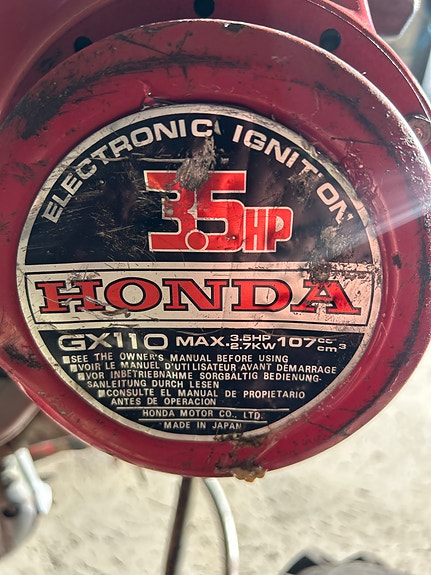 ELECTRONIC IGNITION
3.5HP
HONDA
GX110 MAX. 3.5HP 107cc
2.7KW cm³
■SEE THE OWNER'S MANUAL BEFORE USING
■VOIR LE MANUEL D'UTILISATEUR AVANT DEMARRAGE
■VOR INBETRIEBNAHME SORGBALTIG BEDIENUNG-
SANLEITUNG DURCH LESEN
■CONSULTE EL MANUAL DE PROPIETARIO
ANTES DE OPERACION
HONDA MOTOR CO., LTD.
MADE IN JAPAN